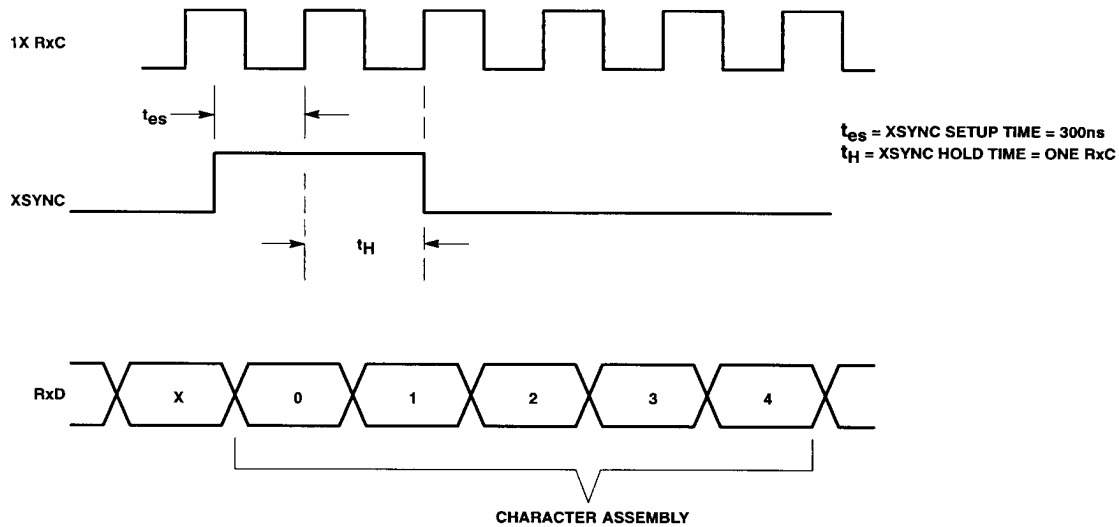 1X RxC
tes
tes = XSYNC SETUP TIME = 300ns
tH = XSYNC HOLD TIME = ONE RxC
XSYNC
tH
RxD
X
0
1
2
3
4
CHARACTER ASSEMBLY